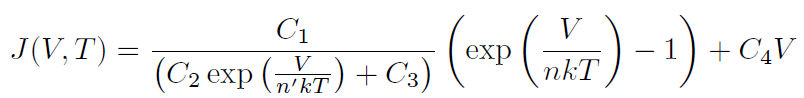 J(V, T) = \frac{C_1}{\left(C_2 \exp\left(\frac{V}{n'kT}\right) + C_3\right)} \left(\exp\left(\frac{V}{nkT}\right) - 1\right) + C_4 V